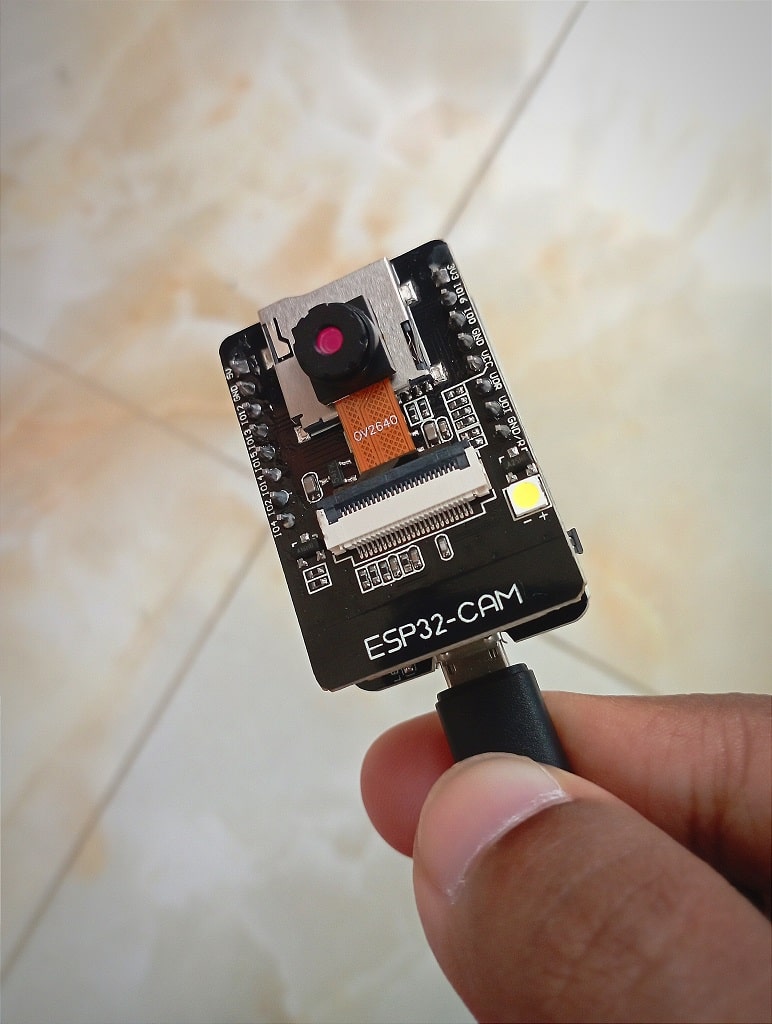 3V3
IO16
IO0
GND
VCC
UOR
UOT
GND/R
5V
GND
IO12
IO13
IO15
IO14
IO2
IO4
OV2640
- +
ESP32-CAM